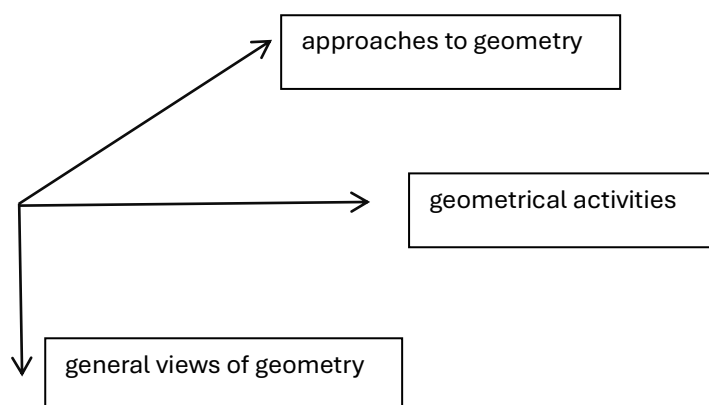 approaches to geometry
geometrical activities
general views of geometry